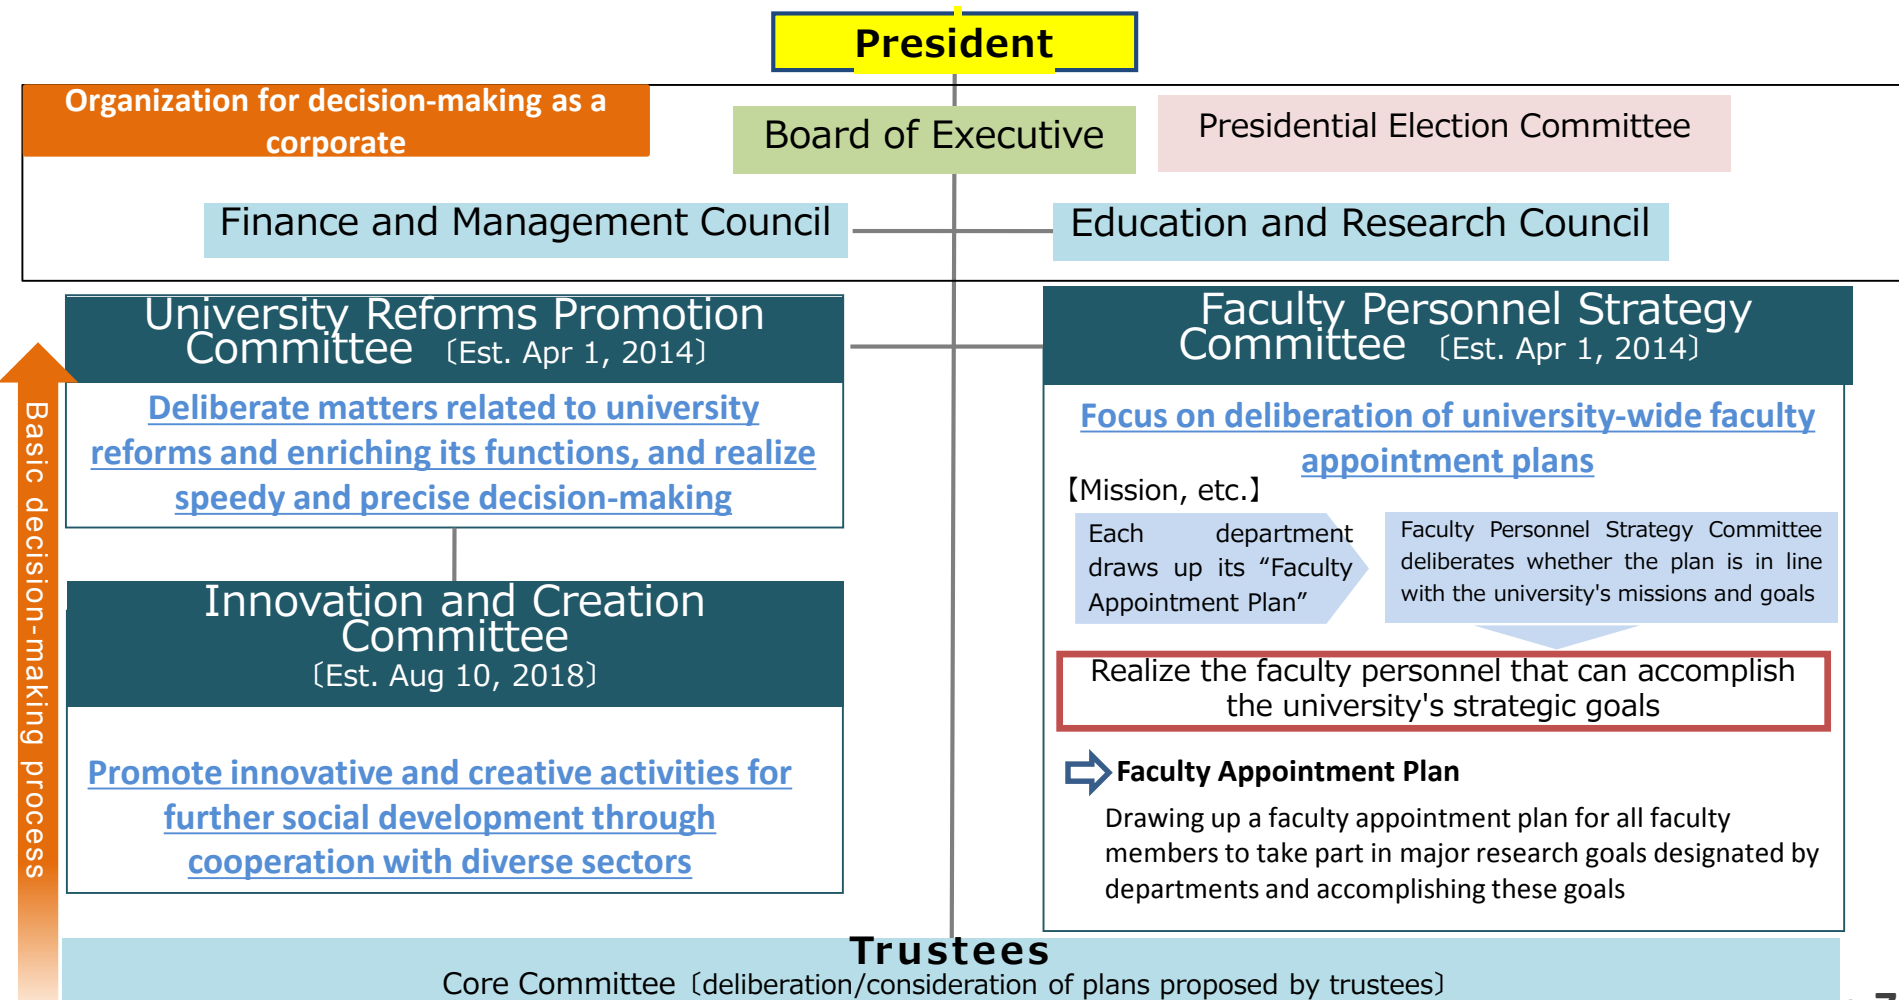 President
Organization for decision-making as a
corporate
Board of Executive
Presidential Election Committee
Finance and Management Council
Education and Research Council
University Reforms Promotion
Committee 〔Est. Apr 1, 2014〕
Deliberate matters related to university
reforms and enriching its functions, and realize
speedy and precise decision-making
Innovation and Creation
Committee
〔Est. Aug 10, 2018〕
Promote innovative and creative activities for
further social development through
cooperation with diverse sectors
Basic decision-making process
Faculty Personnel Strategy
Committee 〔Est. Apr 1, 2014〕
Focus on deliberation of university-wide faculty
appointment plans
【Mission, etc.】
Each department
draws up its “Faculty
Appointment Plan”
Faculty Personnel Strategy Committee
deliberates whether the plan is in line
with the university's missions and goals
Realize the faculty personnel that can accomplish
the university's strategic goals
Faculty Appointment Plan
Drawing up a faculty appointment plan for all faculty
members to take part in major research goals designated by
departments and accomplishing these goals
Trustees
Core Committee〔deliberation/consideration of plans proposed by trustees〕